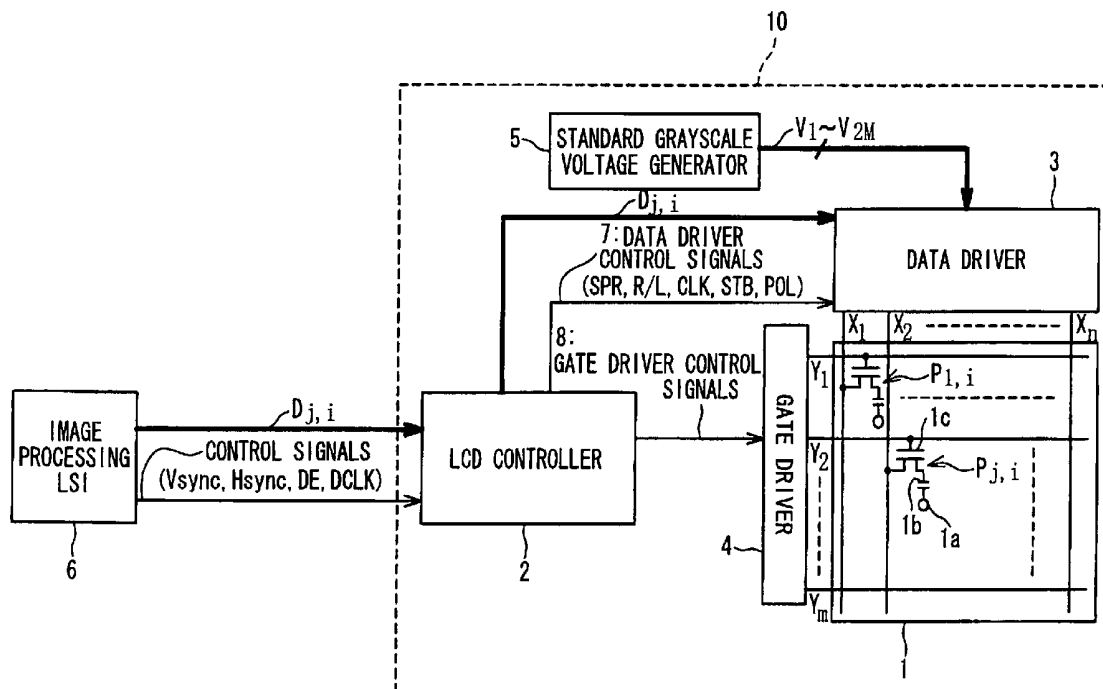 10
5
STANDARD GRAYSCALE
VOLTAGE GENERATOR
V1~V2M
3
Dj,i
7:DATA DRIVER
CONTROL SIGNALS
(SPR, R/L, CLK, STB, POL)
DATA DRIVER
X1
X2
Xn
8:
GATE DRIVER CONTROL
SIGNALS
Y1
P1,i
GATE DRIVER
Dj,i
IMAGE
PROCESSING
LSI
CONTROL SIGNALS
(Vsync, Hsync, DE, DCLK)
LCD CONTROLLER
Y2
1c
Pj,i
1b
1a
4
6
2
Ym
1